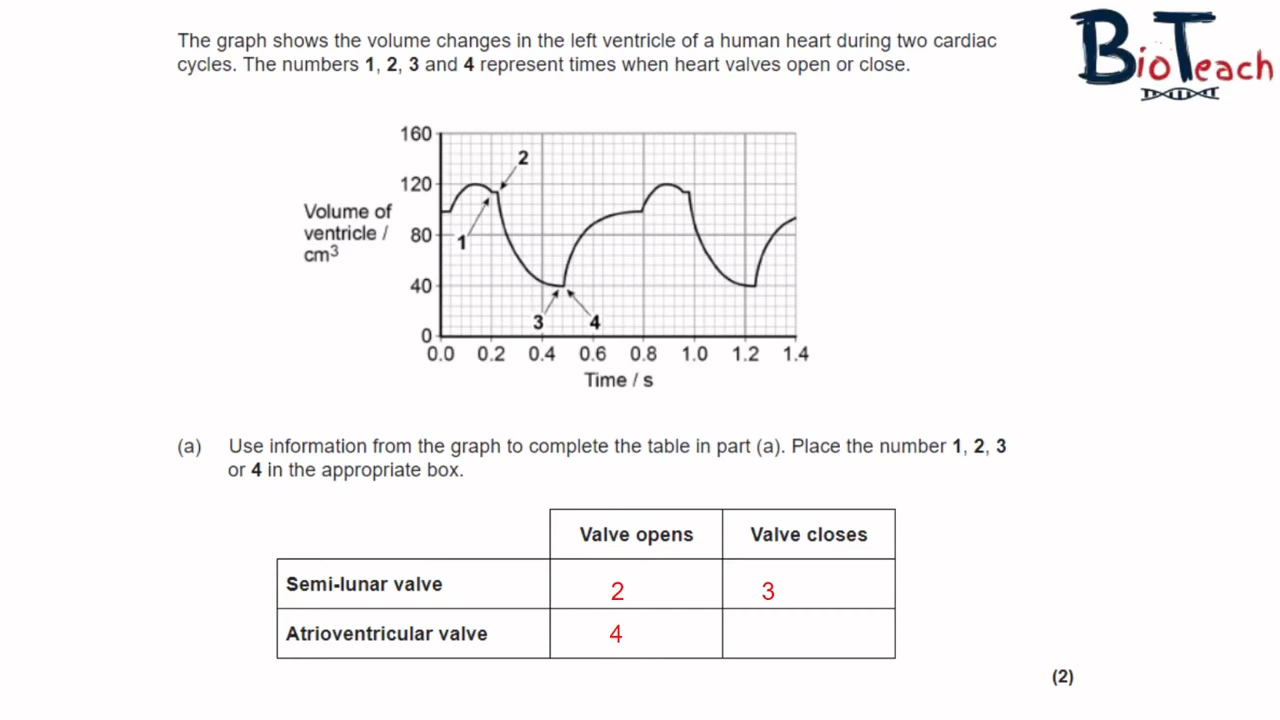 The graph shows the volume changes in the left ventricle of a human heart during two cardiac
cycles. The numbers 1, 2, 3 and 4 represent times when heart valves open or close.
BioTeach
160
120
80
40
0
Volume of
ventricle /
cm³
2
1
3
4
0.0 0.2 0.4 0.6 0.8 1.0 1.2 1.4
Time / s
(a) Use information from the graph to complete the table in part (a). Place the number 1, 2, 3
or 4 in the appropriate box.
Valve opens Valve closes
Semi-lunar valve 2 3
Atrioventricular valve 4
(2)